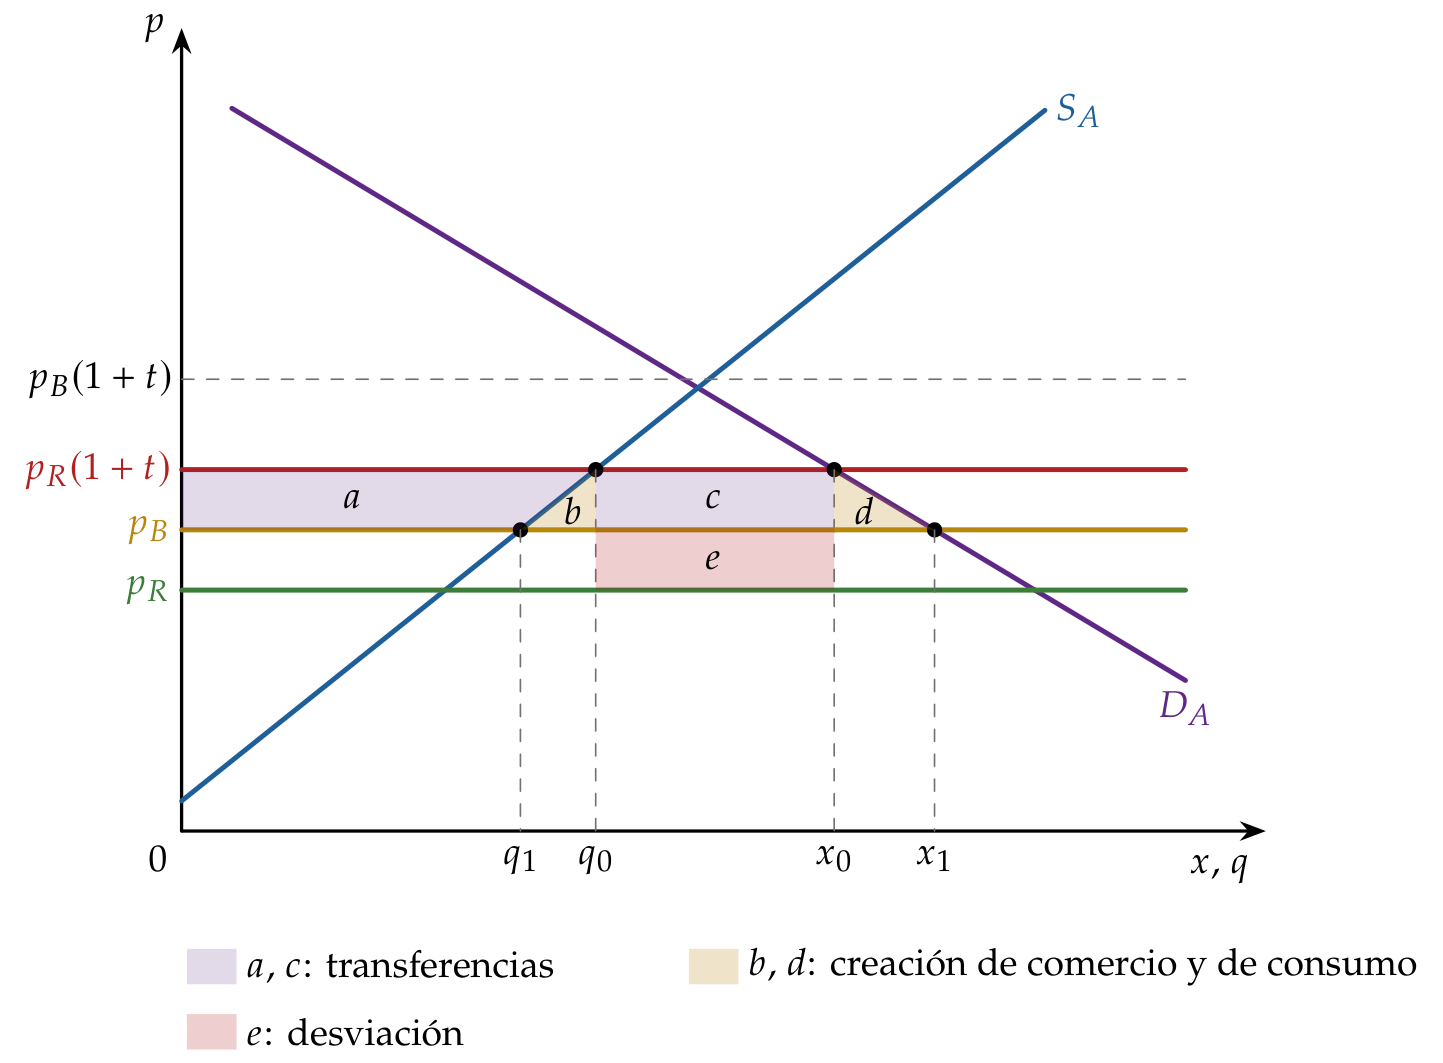 p
S_A
p_B(1 + t)
p_R(1 + t)
a
b
c
d
p_B
e
p_R
D_A
0
q_1
q_0
x_0
x_1
x, q
a, c: transferencias
b, d: creación de comercio y de consumo
e: desviación